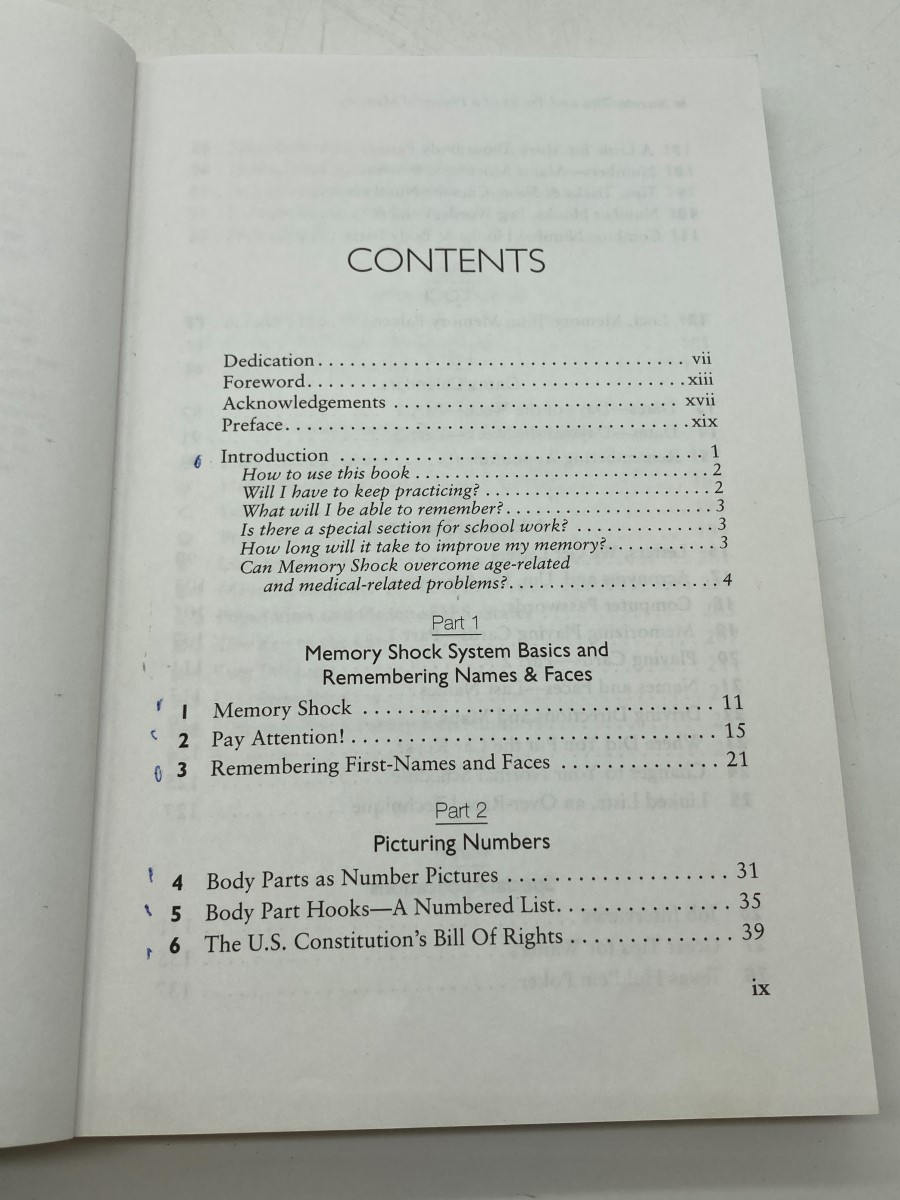 CONTENTS
Dedication . . . . . . . . . . . . . . . . . . . . . . . . . . . . . . . . . . . vii
Foreword. . . . . . . . . . . . . . . . . . . . . . . . . . . . . . . . . . . . xiii
Acknowledgements . . . . . . . . . . . . . . . . . . . . . . . . . . . xvii
Preface. . . . . . . . . . . . . . . . . . . . . . . . . . . . . . . . . . . . . . xix
Introduction . . . . . . . . . . . . . . . . . . . . . . . . . . . . . . . . . . 1
How to use this book . . . . . . . . . . . . . . . . . . . . . . . . . . . 2
Will I have to keep practicing? . . . . . . . . . . . . . . . . . . . . 2
What will I be able to remember?. . . . . . . . . . . . . . . . . . 3
Is there a special section for school work? . . . . . . . . . . . . 3
How long will it take to improve my memory?. . . . . . . . . 3
Can Memory Shock overcome age-related
and medical-related problems?. . . . . . . . . . . . . . . . . . 4
Part 1
Memory Shock System Basics and
Remembering Names & Faces
1 Memory Shock . . . . . . . . . . . . . . . . . . . . . . . . . . . . . . 11
2 Pay Attention! . . . . . . . . . . . . . . . . . . . . . . . . . . . . . . . 15
3 Remembering First-Names and Faces . . . . . . . . . . . . . 21
Part 2
Picturing Numbers
4 Body Parts as Number Pictures . . . . . . . . . . . . . . . . . . 31
5 Body Part Hooks—A Numbered List. . . . . . . . . . . . . . 35
6 The U.S. Constitution's Bill Of Rights . . . . . . . . . . . . . 39
ix